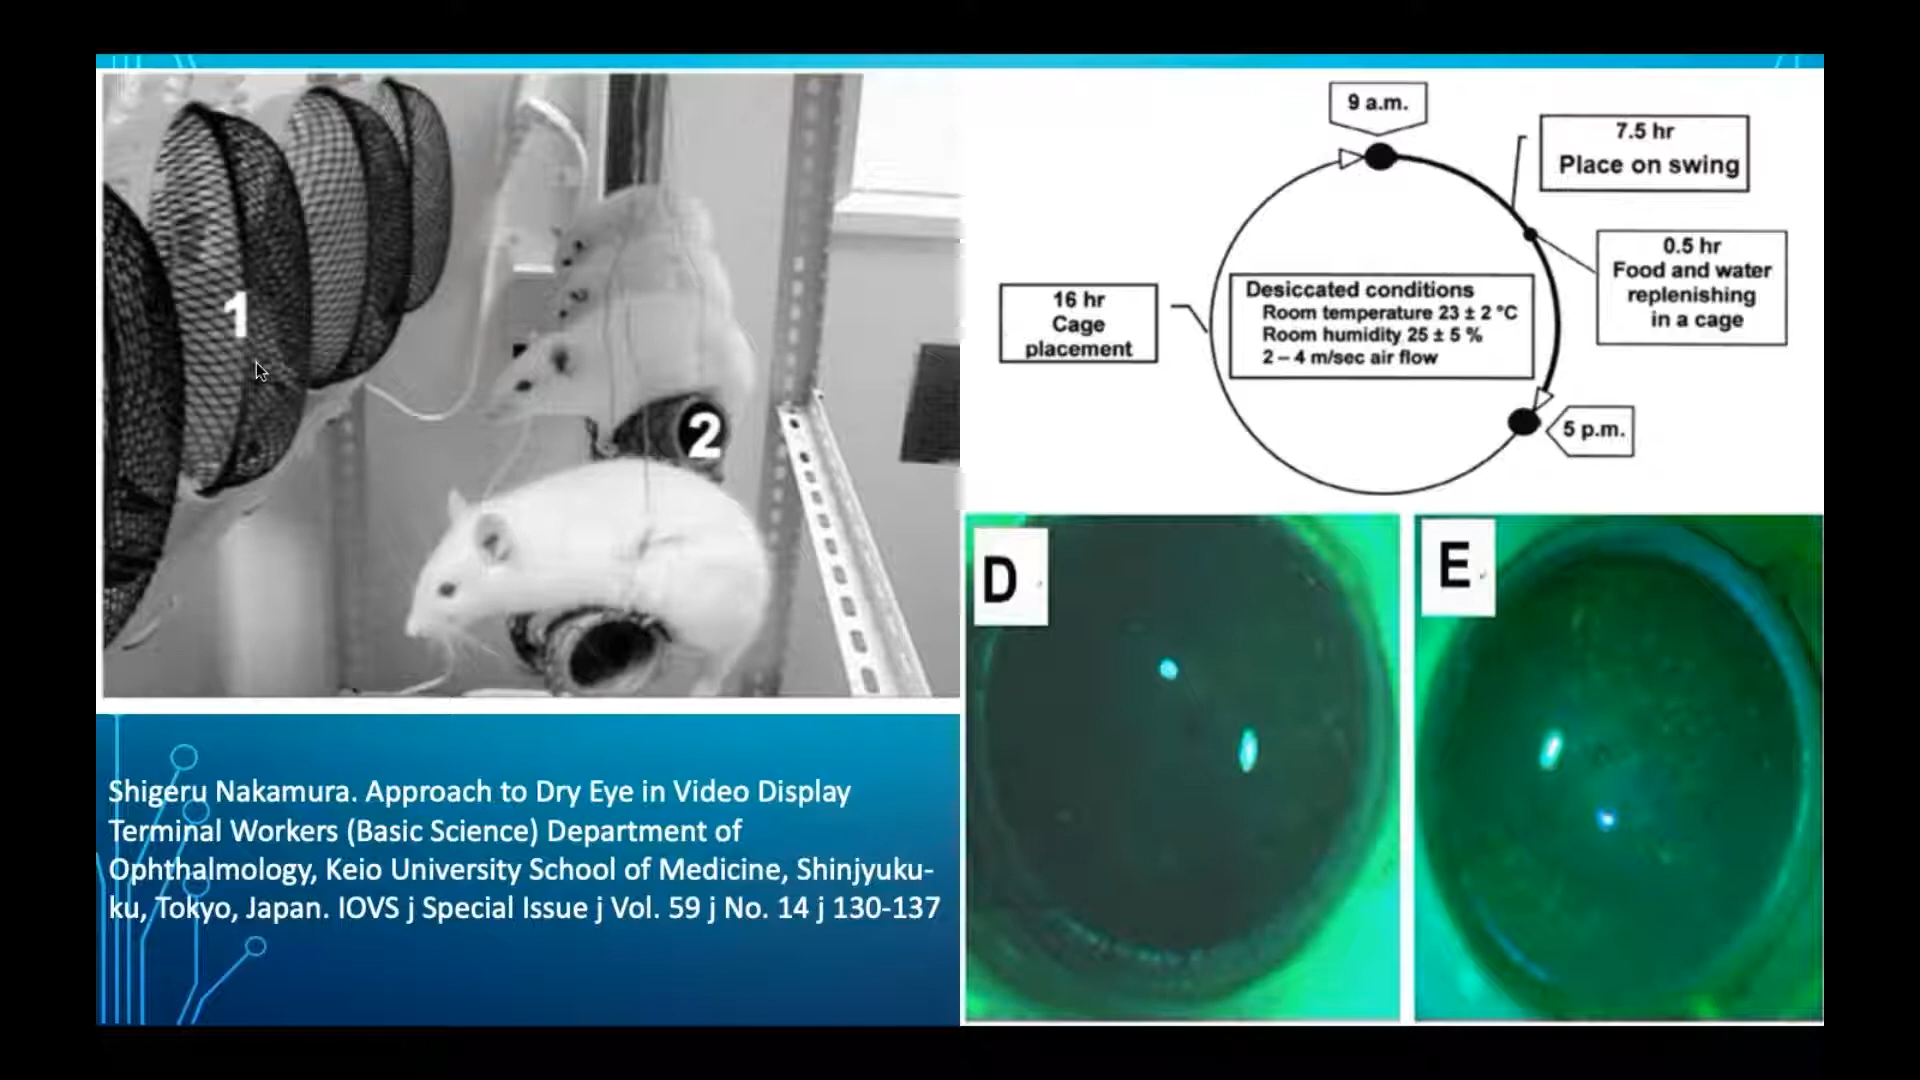 1
2
9 a.m.
7.5 hr
Place on swing
0.5 hr
Food and water
replenishing
in a cage
16 hr
Cage
placement
Desiccated conditions
Room temperature 23 ± 2 °C
Room humidity 25 ± 5 %
2 – 4 m/sec air flow
5 p.m.
D
E
Shigeru Nakamura. Approach to Dry Eye in Video Display
Terminal Workers (Basic Science) Department of
Ophthalmology, Keio University School of Medicine, Shinjyuku-
ku, Tokyo, Japan. IOVS j Special Issue j Vol. 59 j No. 14 j 130-137